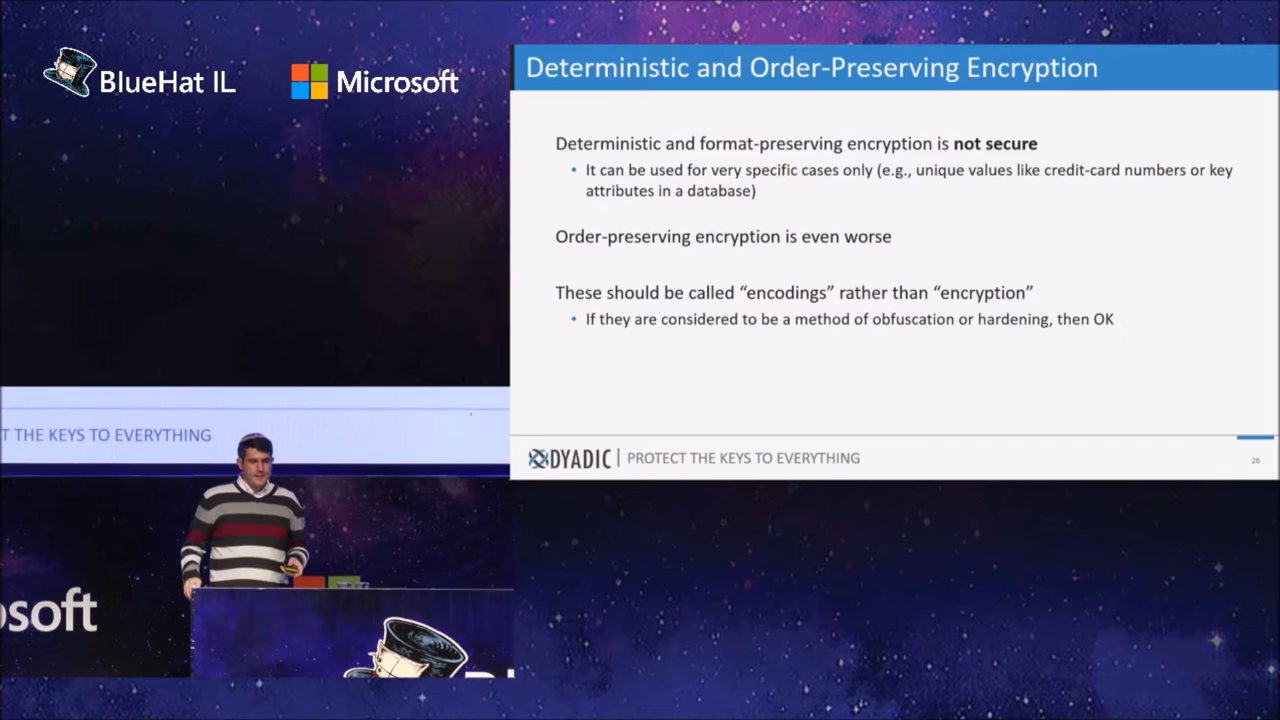 BlueHat IL
Microsoft
Deterministic and Order-Preserving Encryption
Deterministic and format-preserving encryption is not secure
• It can be used for very specific cases only (e.g., unique values like credit-card numbers or key
attributes in a database)
Order-preserving encryption is even worse
These should be called “encodings” rather than “encryption”
• If they are considered to be a method of obfuscation or hardening, then OK
DYADIC | PROTECT THE KEYS TO EVERYTHING
26
T THE KEYS TO EVERYTHING
osoft